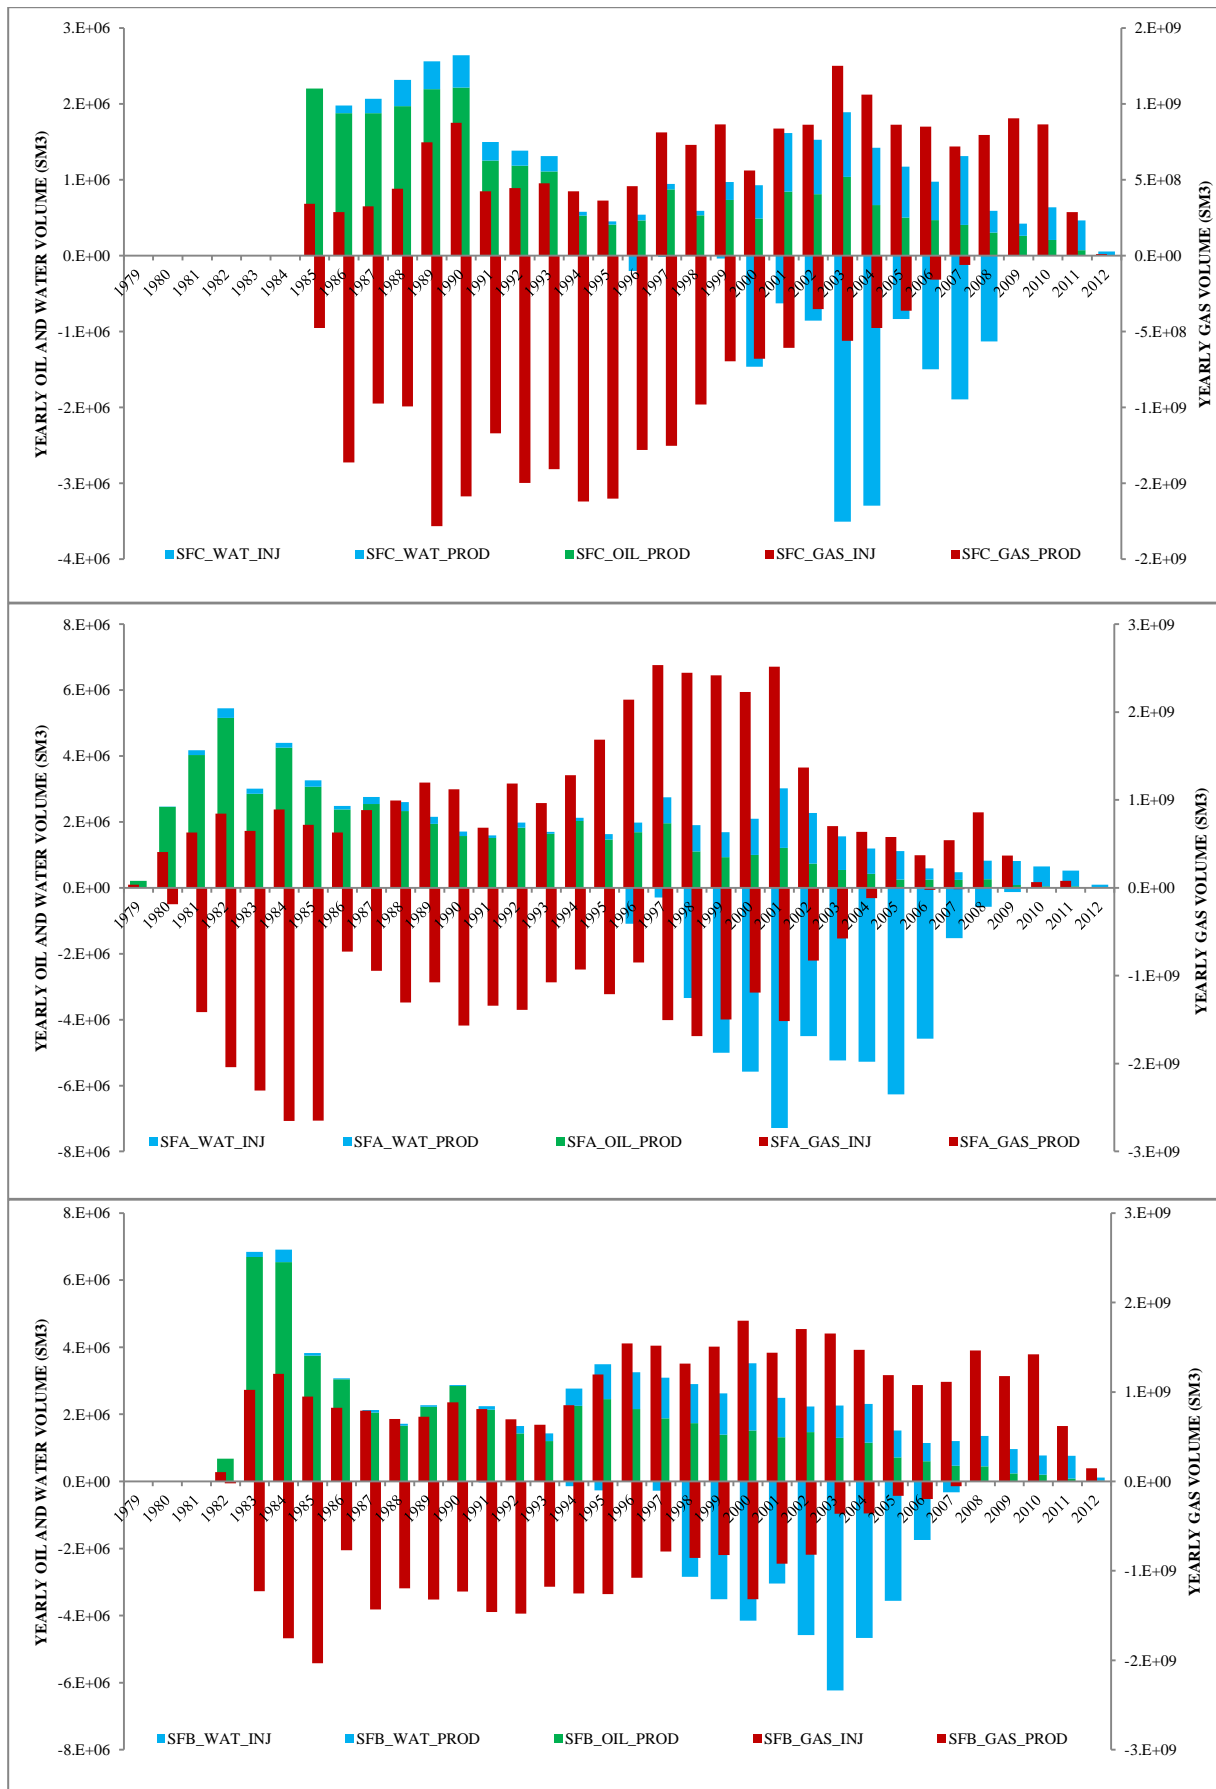 YEARLY OIL AND WATER VOLUME (SM3)
3.E+06
2.E+06
1.E+06
0.E+00
-1.E+06
-2.E+06
-3.E+06
-4.E+06
1979 1980 1981 1982 1983 1984 1985 1986 1987 1988 1989 1990 1991 1992 1993 1994 1995 1996 1997 1998 1999 2000 2001 2002 2003 2004 2005 2006 2007 2008 2009 2010 2011 2012
2.E+09
1.E+09
5.E+08
0.E+00
-5.E+08
-1.E+09
-2.E+09
-2.E+09
YEARLY GAS VOLUME (SM3)
SFC_WAT_INJ SFC_WAT_PROD SFC_OIL_PROD SFC_GAS_INJ SFC_GAS_PROD
YEARLY OIL AND WATER VOLUME (SM3)
8.E+06
6.E+06
4.E+06
2.E+06
0.E+00
-2.E+06
-4.E+06
-6.E+06
-8.E+06
1979 1980 1981 1982 1983 1984 1985 1986 1987 1988 1989 1990 1991 1992 1993 1994 1995 1996 1997 1998 1999 2000 2001 2002 2003 2004 2005 2006 2007 2008 2009 2010 2011 2012
3.E+09
2.E+09
1.E+09
0.E+00
-1.E+09
-2.E+09
-3.E+09
YEARLY GAS VOLUME (SM3)
SFA_WAT_INJ SFA_WAT_PROD SFA_OIL_PROD SFA_GAS_INJ SFA_GAS_PROD
YEARLY OIL AND WATER VOLUME (SM3)
8.E+06
6.E+06
4.E+06
2.E+06
0.E+00
-2.E+06
-4.E+06
-6.E+06
-8.E+06
1979 1980 1981 1982 1983 1984 1985 1986 1987 1988 1989 1990 1991 1992 1993 1994 1995 1996 1997 1998 1999 2000 2001 2002 2003 2004 2005 2006 2007 2008 2009 2010 2011 2012
3.E+09
2.E+09
1.E+09
0.E+00
-1.E+09
-2.E+09
-3.E+09
YEARLY GAS VOLUME (SM3)
SFB_WAT_INJ SFB_WAT_PROD SFB_OIL_PROD SFB_GAS_INJ SFB_GAS_PROD